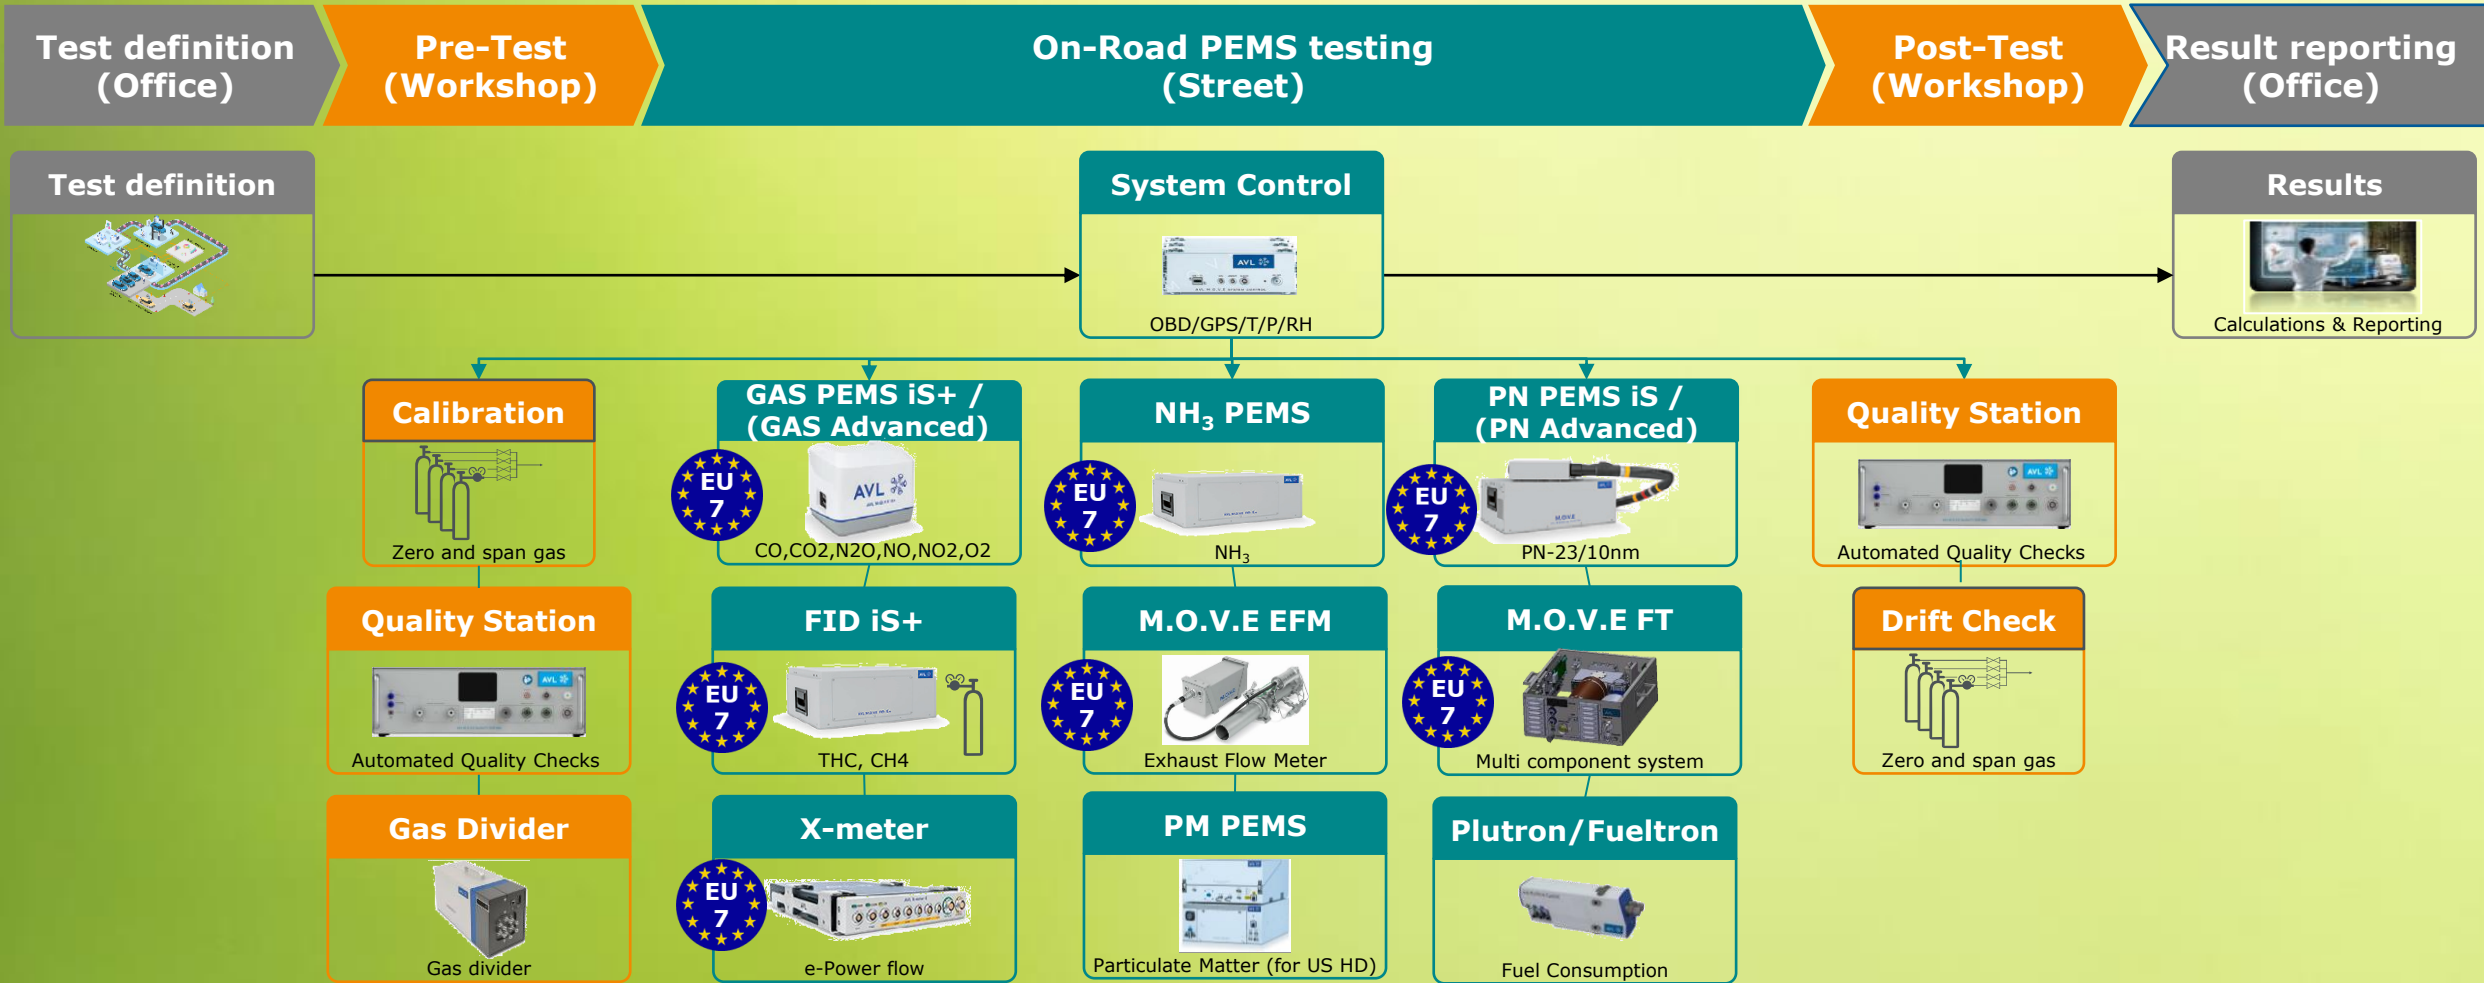 Test definition
(Office)
Pre-Test
(Workshop)
On-Road PEMS testing
(Street)
Post-Test
(Workshop)
Result reporting
(Office)
Test definition
System Control
AVL
OBD/GPS/T/P/RH
Results
Calculations & Reporting
Calibration
Zero and span gas
GAS PEMS iS+ /
(GAS Advanced)
EU
7
AVL
CO,CO2,N2O,NO,NO2,O2
NH₃ PEMS
EU
7
NH₃
PN PEMS iS /
(PN Advanced)
EU
7
M.O.V.E
PN-23/10nm
Quality Station
AVL
Automated Quality Checks
Quality Station
AVL
Automated Quality Checks
FID iS+
EU
7
THC, CH4
M.O.V.E EFM
EU
7
Exhaust Flow Meter
M.O.V.E FT
EU
7
Multi component system
Drift Check
Zero and span gas
Gas Divider
Gas divider
X-meter
EU
7
e-Power flow
PM PEMS
Particulate Matter (for US HD)
Plutron/Fueltron
Fuel Consumption